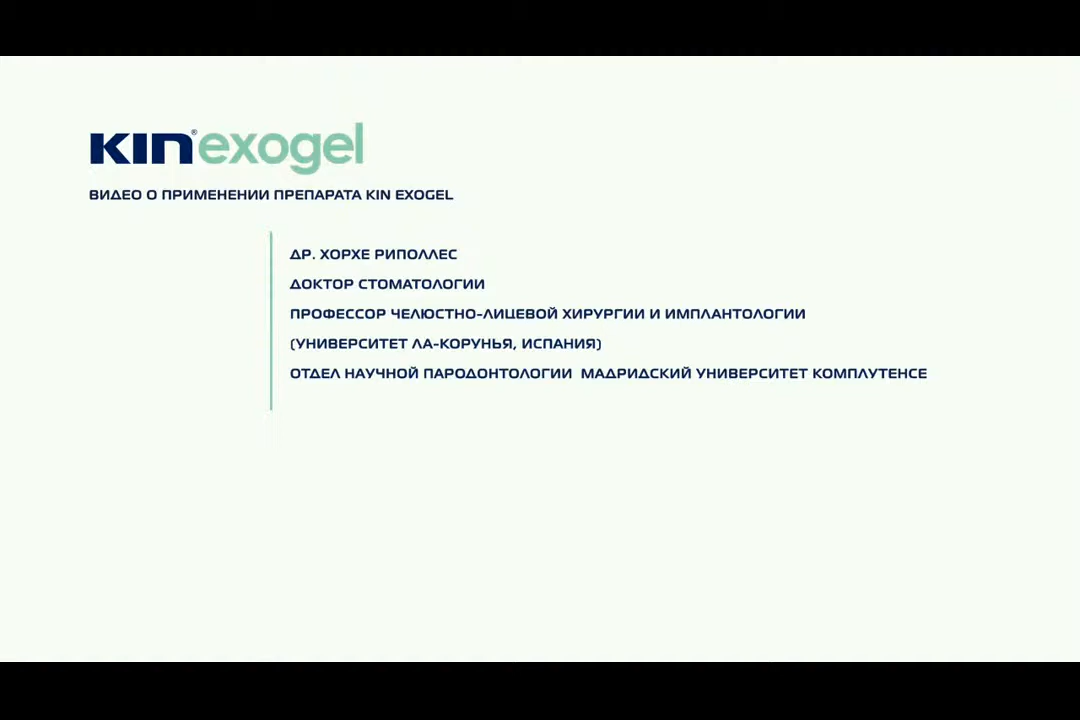 KIN® exogel
ВИДЕО О ПРИМЕНЕНИИ ПРЕПАРАТА KIN EXOGEL
ДР. ХОРХЕ РИПОЛЛЕС
ДОКТОР СТОМАТОЛОГИИ
ПРОФЕССОР ЧЕЛЮСТНО-ЛИЦЕВОЙ ХИРУРГИИ И ИМПЛАНТОЛОГИИ
(УНИВЕРСИТЕТ ЛА-КОРУНЬЯ, ИСПАНИЯ)
ОТДЕЛ НАУЧНОЙ ПАРОДОНТОЛОГИИ МАДРИДСКИЙ УНИВЕРСИТЕТ КОМПЛУТЕНСЕ